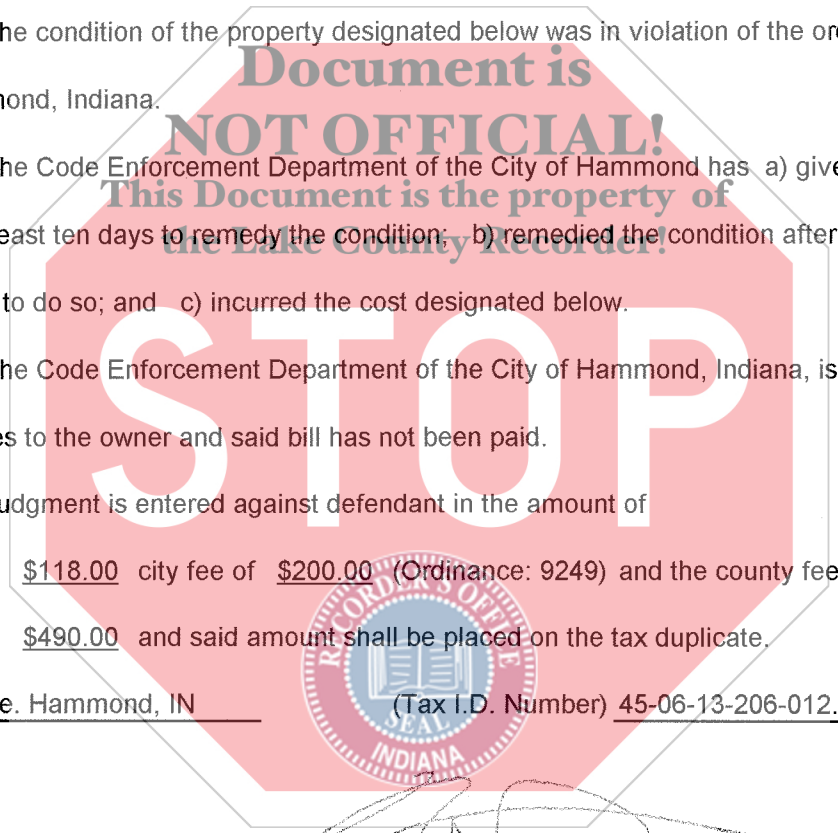 he condition of the property designated below was in violation of the or
Document is
ond, Indiana.
NOT OFFICIAL!
he Code Enforcement Department of the City of Hammond has a) give
This Document is the property of
east ten days to remedy the condition; b) remedied the condition after
the Lake County Recorder!
to do so; and c) incurred the cost designated below.
STOP
he Code Enforcement Department of the City of Hammond, Indiana, is
es to the owner and said bill has not been paid.
udgment is entered against defendant in the amount of
$118.00 city fee of $200.00 (Ordinance: 9249) and the county fee
RECORDER'S OFFICE
$490.00 and said amount shall be placed on the tax duplicate.
e. Hammond, IN (Tax I.D. Number) 45-06-13-206-012.
SEAL
INDIANA